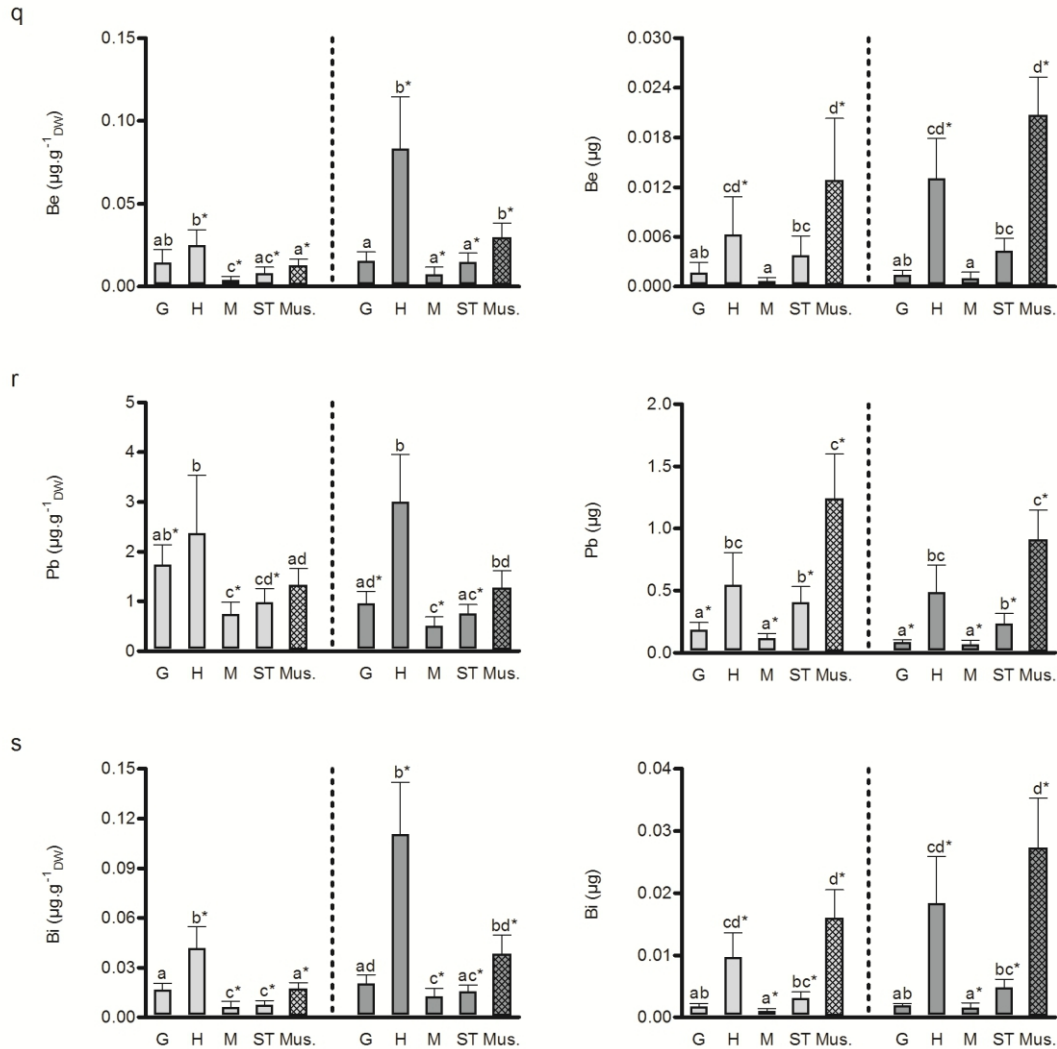 q
Be (µg.g⁻¹DW)
0.15
0.10
0.05
0.00
ab b* c* ac* a* a b* a* a* b*
G H M ST Mus. G H M ST Mus.
Be (µg)
0.030
0.024
0.018
0.012
0.006
0.000
ab cd* a bc d* ab cd* a bc d*
G H M ST Mus. G H M ST Mus.
r
Pb (µg.g⁻¹DW)
5
4
3
2
1
0
ab* b c* cd* ad ad* b c* ac* bd
G H M ST Mus. G H M ST Mus.
Pb (µg)
2.0
1.5
1.0
0.5
0.0
a* bc a* b* c* a* bc a* b* c*
G H M ST Mus. G H M ST Mus.
s
Bi (µg.g⁻¹DW)
0.15
0.12
0.09
0.06
0.03
0.00
a b* c* c* a* ad b* c* ac* bd*
G H M ST Mus. G H M ST Mus.
Bi (µg)
0.04
0.03
0.02
0.01
0.00
ab cd* a* bc* d* ab cd* a* bc* d*
G H M ST Mus. G H M ST Mus.